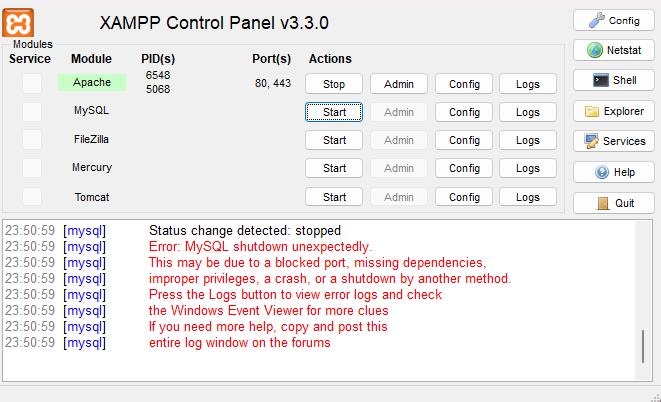 XAMPP Control Panel v3.3.0
Config
Modules
Service Module PID(s) Port(s) Actions
Netstat
Apache 6548 5068 80, 443 Stop Admin Config Logs
Shell
MySQL Start Admin Config Logs
Explorer
FileZilla Start Admin Config Logs
Services
Mercury Start Admin Config Logs
Help
Tomcat Start Admin Config Logs
Quit
23:50:59 [mysql] Status change detected: stopped
23:50:59 [mysql] Error: MySQL shutdown unexpectedly.
23:50:59 [mysql] This may be due to a blocked port, missing dependencies,
23:50:59 [mysql] improper privileges, a crash, or a shutdown by another method.
23:50:59 [mysql] Press the Logs button to view error logs and check
23:50:59 [mysql] the Windows Event Viewer for more clues
23:50:59 [mysql] If you need more help, copy and post this
23:50:59 [mysql] entire log window on the forums